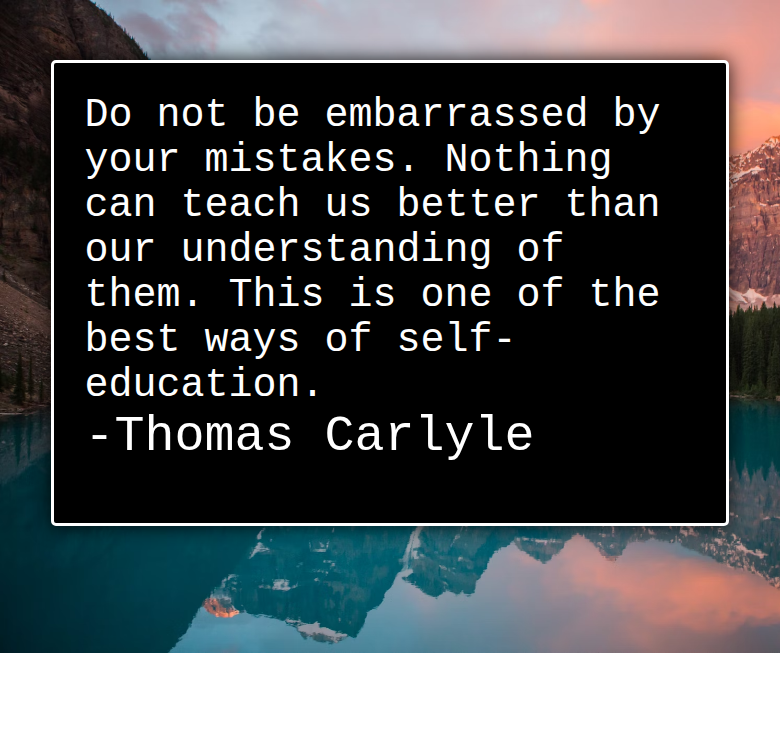 Do not be embarrassed by
your mistakes. Nothing
can teach us better than
our understanding of
them. This is one of the
best ways of self-
education.
-Thomas Carlyle